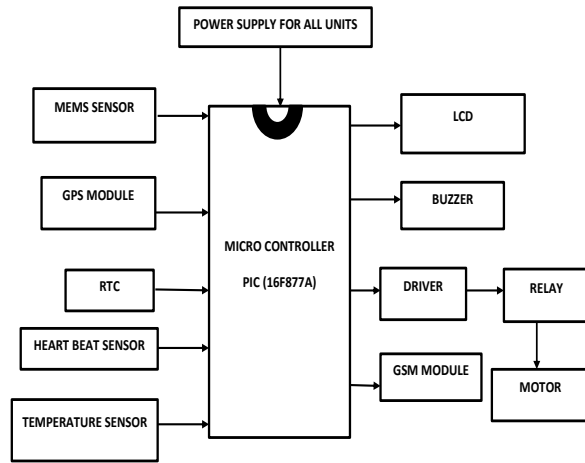 POWER SUPPLY FOR ALL UNITS
MEMS SENSOR
LCD
GPS MODULE
BUZZER
MICRO CONTROLLER
PIC (16F877A)
RTC
DRIVER
RELAY
HEART BEAT SENSOR
GSM MODULE
MOTOR
TEMPERATURE SENSOR